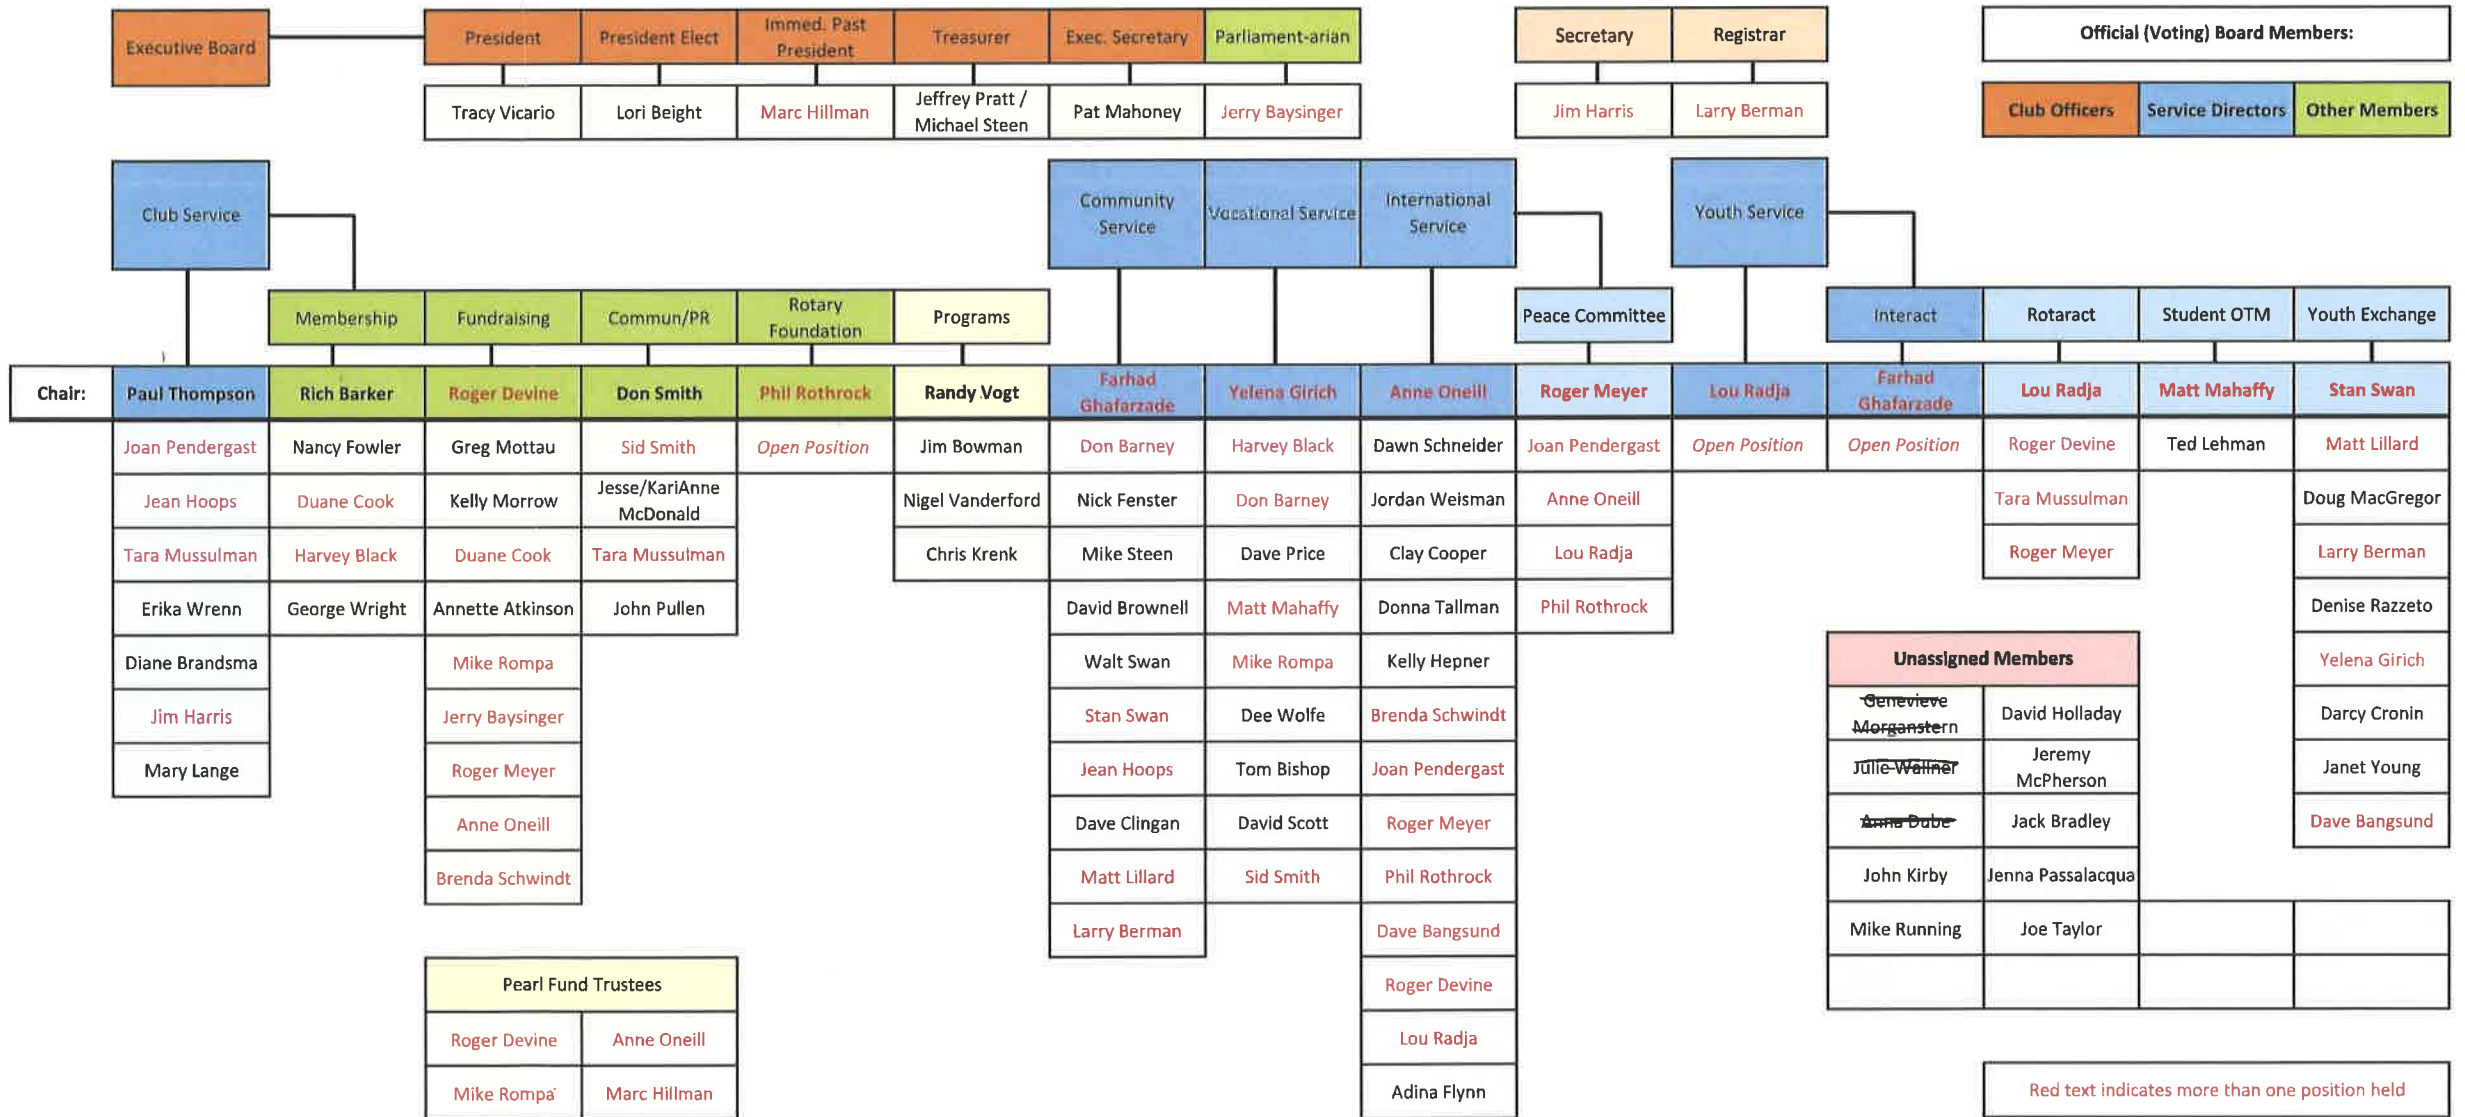 Executive Board
President
President Elect
Immed. Past
President
Treasurer
Exec. Secretary
Parliament-arian
Secretary
Registrar
Official (Voting) Board Members:
Tracy Vicario
Lori Beight
Marc Hillman
Jeffrey Pratt /
Michael Steen
Pat Mahoney
Jerry Baysinger
Jim Harris
Larry Berman
Club Officers
Service Directors
Other Members
Club Service
Community
Service
Vocational Service
International
Service
Youth Service
Membership
Fundraising
Commun/PR
Rotary
Foundation
Programs
Peace Committee
Interact
Rotaract
Student OTM
Youth Exchange
Chair:
Paul Thompson
Rich Barker
Roger Devine
Don Smith
Phil Rothrock
Randy Vogt
Farhad
Ghafarzade
Yelena Girich
Anne Oneill
Roger Meyer
Lou Radja
Farhad
Ghafarzade
Lou Radja
Matt Mahaffy
Stan Swan
Joan Pendergast
Nancy Fowler
Greg Mottau
Sid Smith
Open Position
Jim Bowman
Don Barney
Harvey Black
Dawn Schneider
Joan Pendergast
Open Position
Open Position
Roger Devine
Ted Lehman
Matt Lillard
Jean Hoops
Duane Cook
Kelly Morrow
Jesse/KariAnne
McDonald
Nigel Vanderford
Nick Fenster
Don Barney
Jordan Weisman
Anne Oneill
Tara Mussulman
Doug MacGregor
Tara Mussulman
Harvey Black
Duane Cook
Tara Mussulman
Chris Krenk
Mike Steen
Dave Price
Clay Cooper
Lou Radja
Roger Meyer
Larry Berman
Erika Wrenn
George Wright
Annette Atkinson
John Pullen
David Brownell
Matt Mahaffy
Donna Tallman
Phil Rothrock
Denise Razzeto
Diane Brandsma
Mike Rompa
Walt Swan
Mike Rompa
Kelly Hepner
Unassigned Members
Yelena Girich
Jim Harris
Jerry Baysinger
Stan Swan
Dee Wolfe
Brenda Schwindt
Genevieve
Morganstern
David Holladay
Darcy Cronin
Mary Lange
Roger Meyer
Jean Hoops
Tom Bishop
Joan Pendergast
Julie Wallner
Jeremy
McPherson
Janet Young
Anne Oneill
Dave Clingan
David Scott
Roger Meyer
Anna Dube
Jack Bradley
Dave Bangsund
Brenda Schwindt
Matt Lillard
Sid Smith
Phil Rothrock
John Kirby
Jenna Passalacqua
Larry Berman
Dave Bangsund
Mike Running
Joe Taylor
Pearl Fund Trustees
Roger Devine
Roger Devine
Anne Oneill
Lou Radja
Mike Rompa
Marc Hillman
Adina Flynn
Red text indicates more than one position held